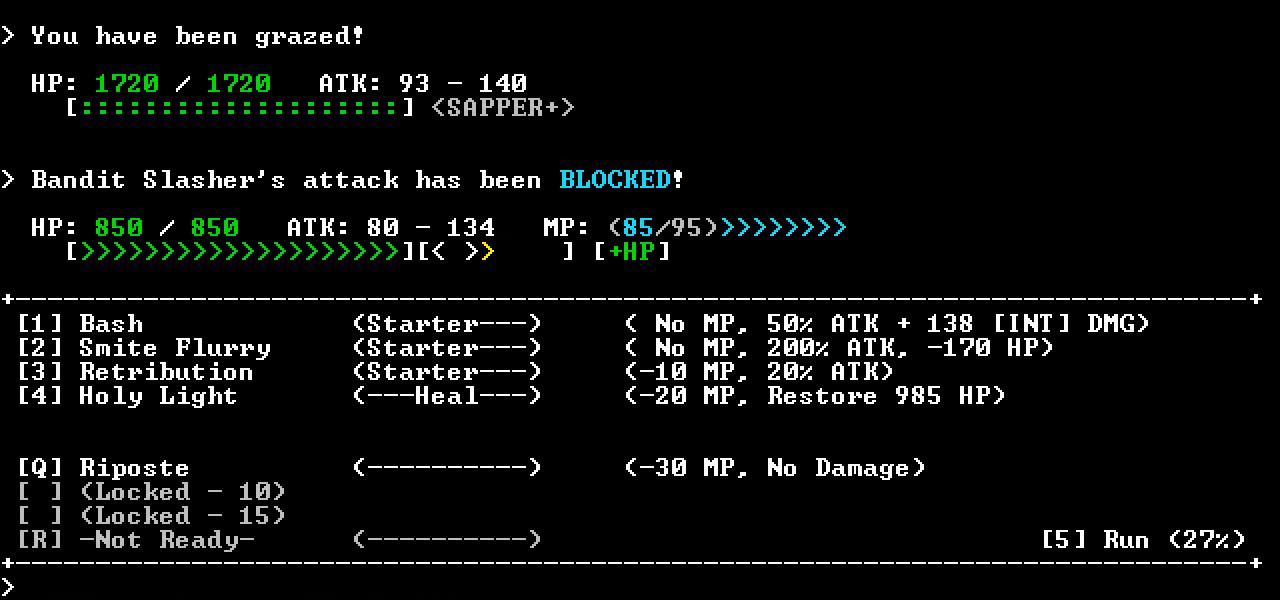 > You have been grazed!
HP: 1720 / 1720   ATK: 93 - 140
[::::::::::::::::::::] <SAPPER+>
> Bandit Slasher's attack has been BLOCKED!
HP: 850 / 850   ATK: 80 - 134   MP: (85/95)>>>>>>>>
[>>>>>>>>>>>>>>>>>>>>][< >>    ] [+HP]
+-----------------------------------------------------------------------------+
[1] Bash             (Starter---)     ( No MP, 50% ATK + 138 [INT] DMG)
[2] Smite Flurry     (Starter---)     ( No MP, 200% ATK, -170 HP)
[3] Retribution      (Starter---)     (-10 MP, 20% ATK)
[4] Holy Light       (---Heal---)     (-20 MP, Restore 985 HP)
[Q] Riposte          (----------)     (-30 MP, No Damage)
[ ] (Locked - 10)
[ ] (Locked - 15)
[R] -Not Ready-      (----------)                               [5] Run (27%)
+-----------------------------------------------------------------------------+
>